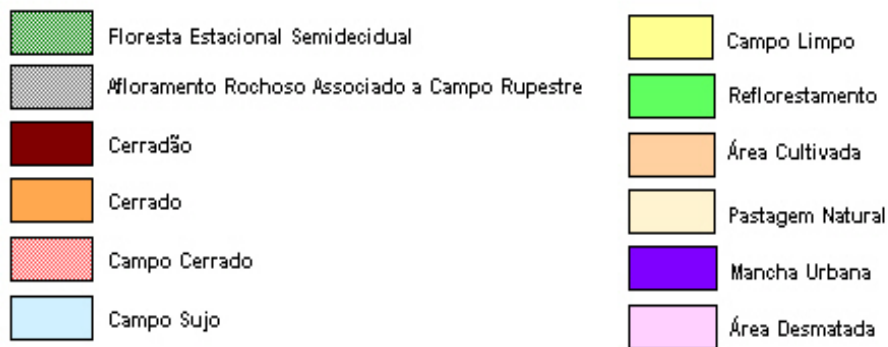 Floresta Estacional Semidecidual
Afloramento Rochoso Associado a Campo Rupestre
Cerradão
Cerrado
Campo Cerrado
Campo Sujo
Campo Limpo
Reflorestamento
Área Cultivada
Pastagem Natural
Mancha Urbana
Área Desmatada